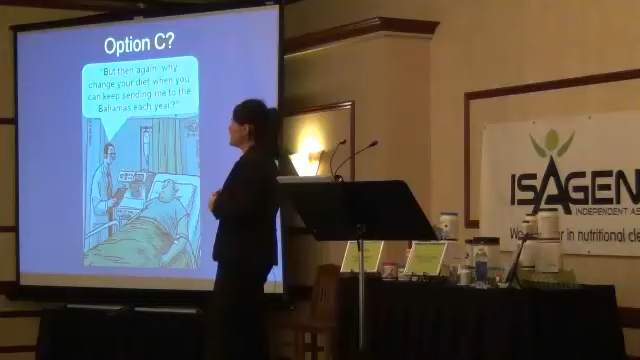 Option C?
"But then again, why
change your diet when you
can keep sending me to the
Bahamas each year?"
ISAGEN
INDEPENDENT AS
in nutritional de